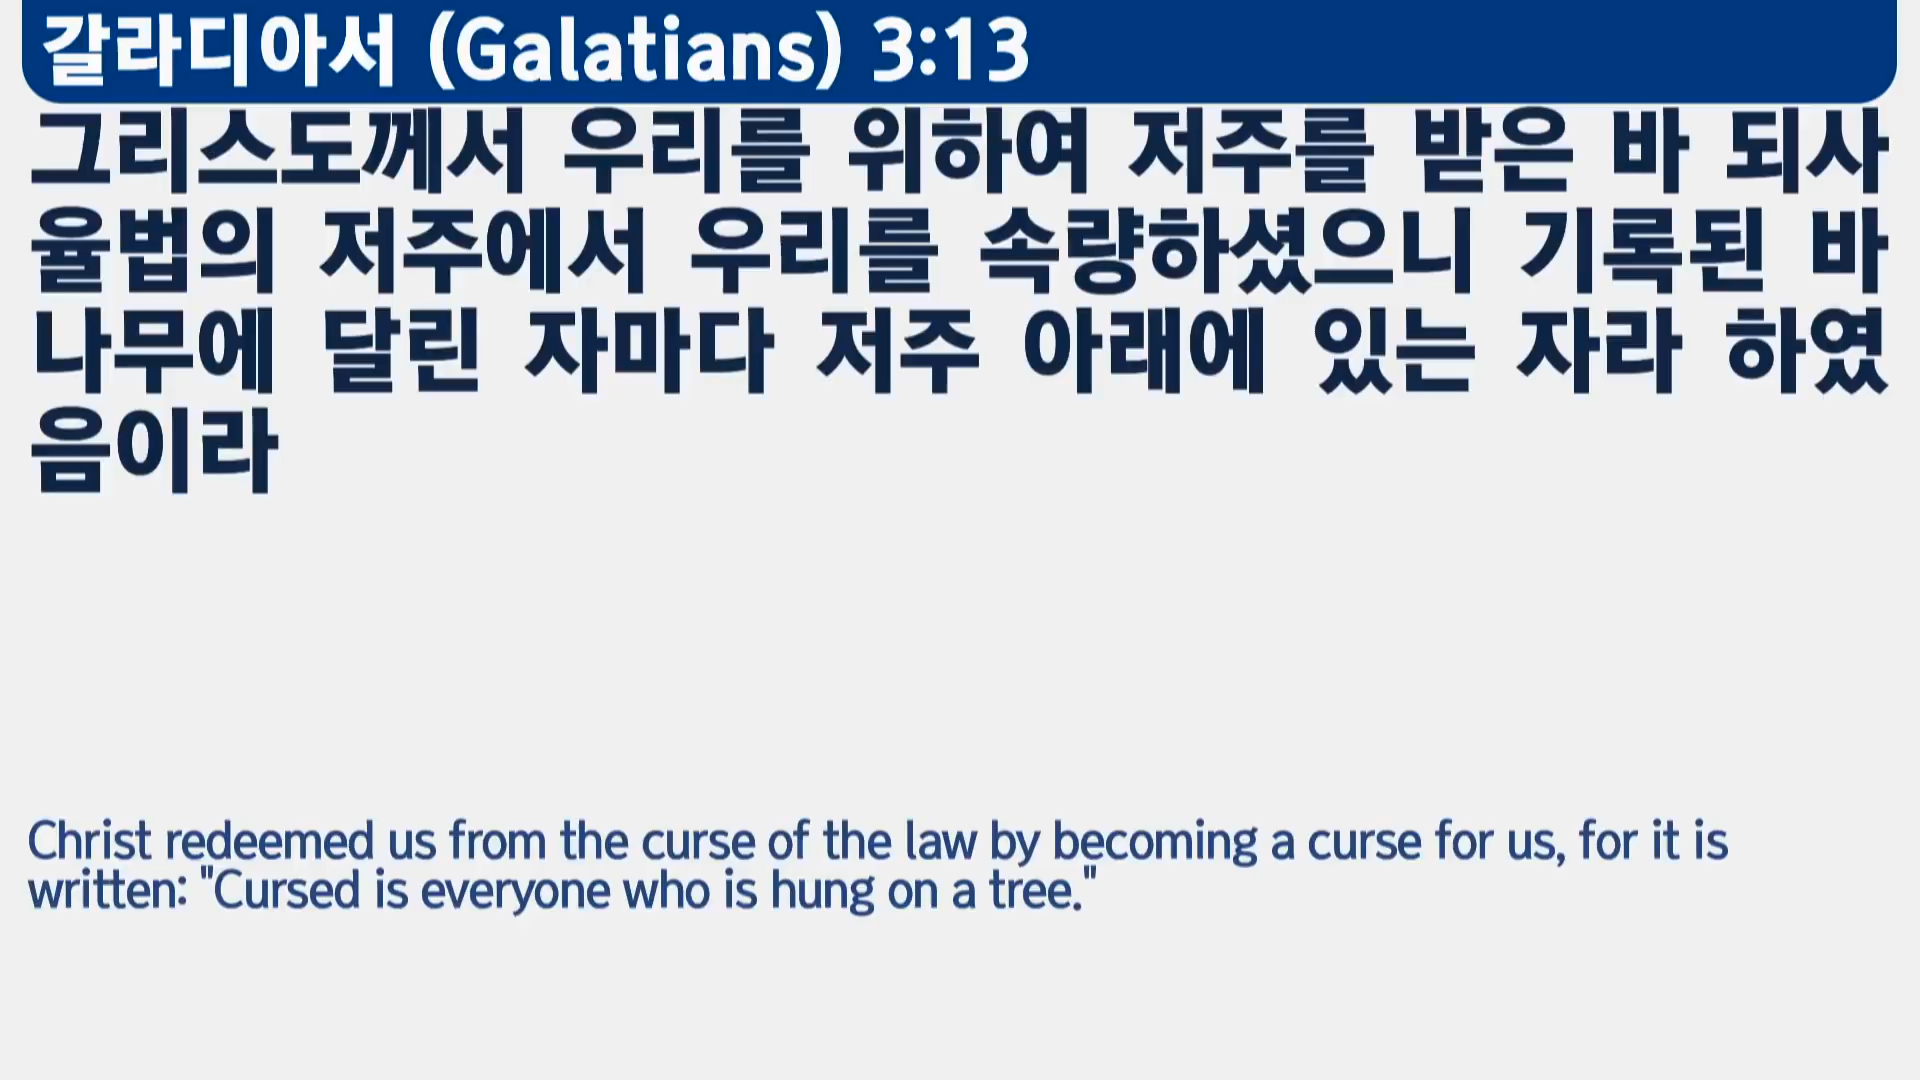 갈라디아서 (Galatians) 3:13
그리스도께서 우리를 위하여 저주를 받은 바 되사
율법의 저주에서 우리를 속량하셨으니 기록된 바
나무에 달린 자마다 저주 아래에 있는 자라 하였
음이라
Christ redeemed us from the curse of the law by becoming a curse for us, for it is
written: "Cursed is everyone who is hung on a tree."